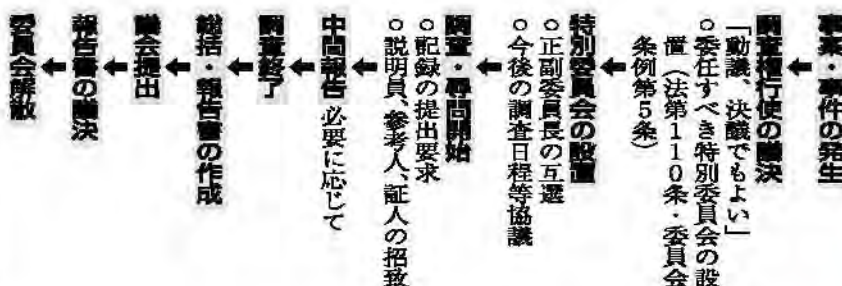 事案・事件の発生
←
調査権行使の議決
「動議、決議でもよい」
○委任すべき特別委員会の設
置（法第110条・委員会
条例第5条）
←
特別委員会の設置
○正副委員長の互選
○今後の調査日程等協議
←
調査・尋問開始
○記録の提出要求
○説明員、参考人、証人の招致
←
中間報告 必要に応じて
←
調査終了
←
総括・報告書の作成
←
議会提出
←
報告書の議決
←
委員会解散